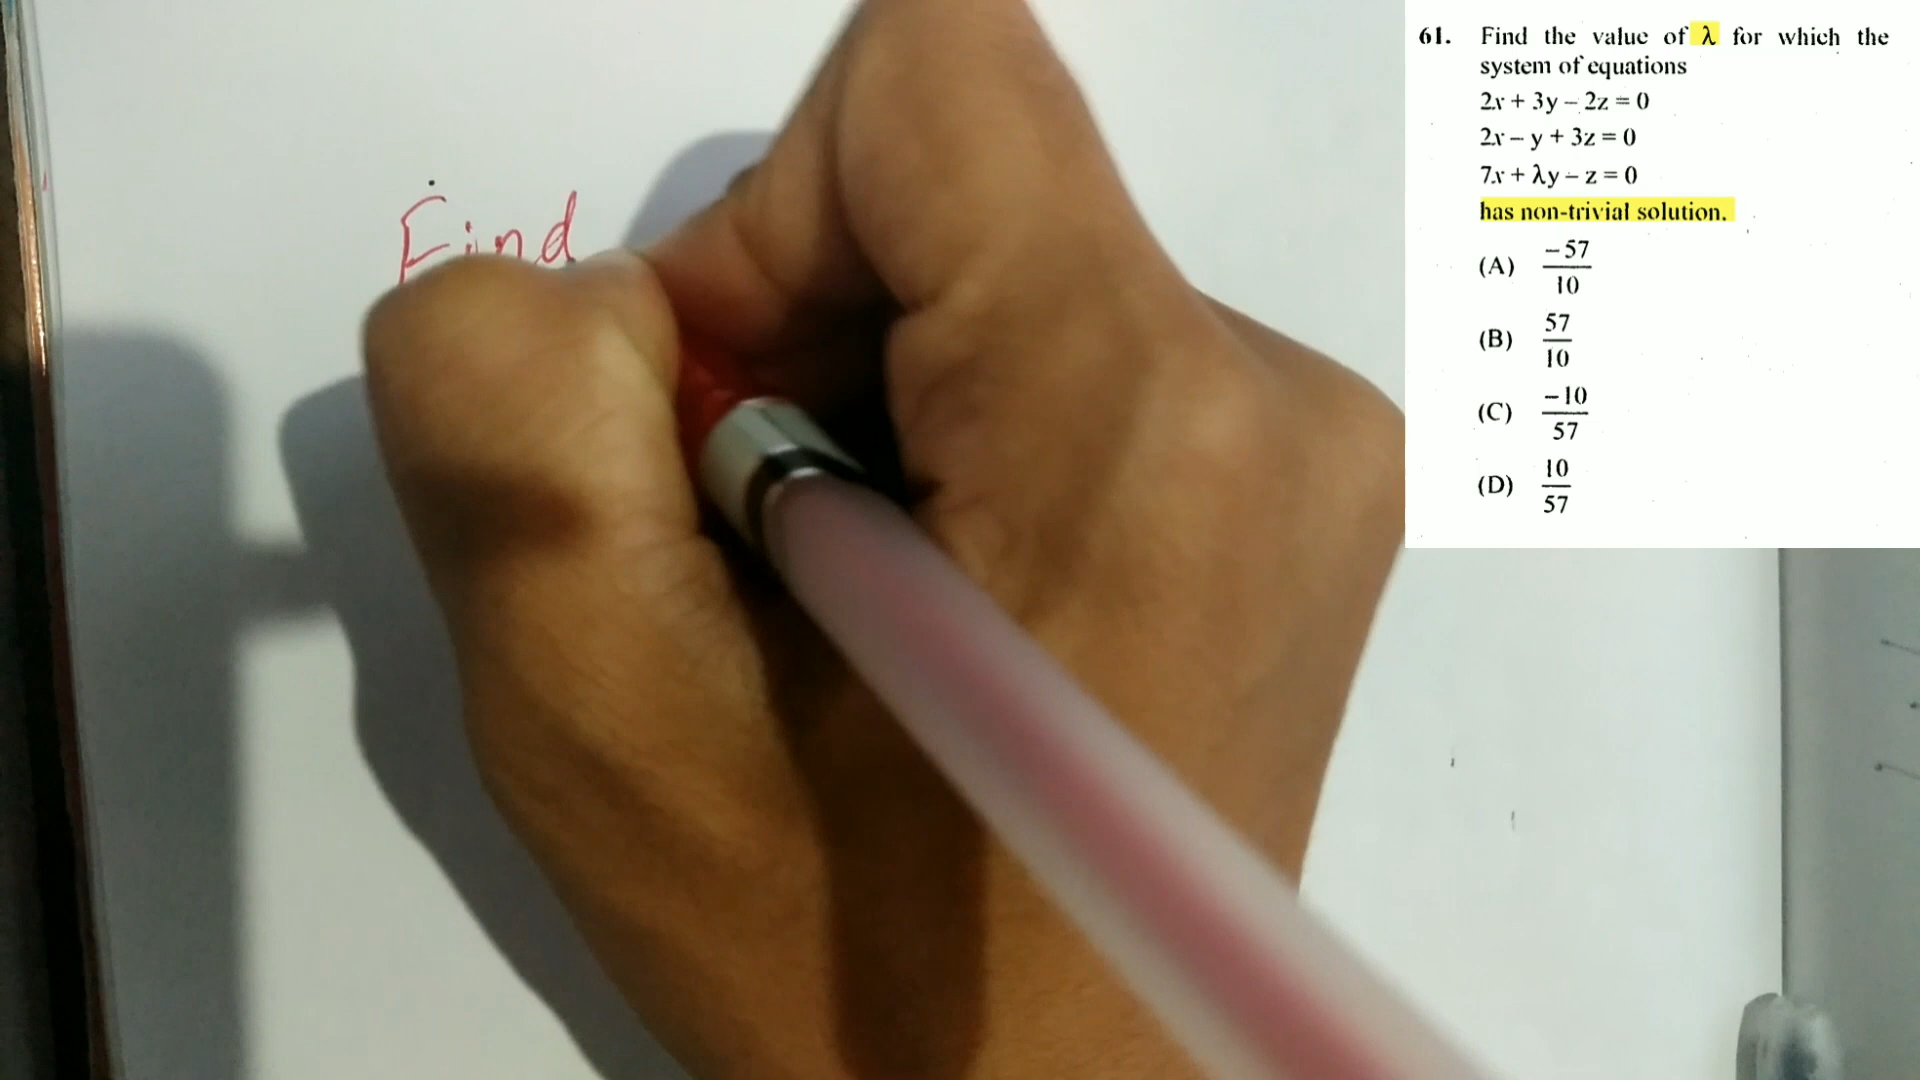 Find
61. Find the value of λ for which the
system of equations
2x + 3y – 2z = 0
2x – y + 3z = 0
7x + λy – z = 0
has non-trivial solution.
(A) –57/10
(B) 57/10
(C) –10/57
(D) 10/57